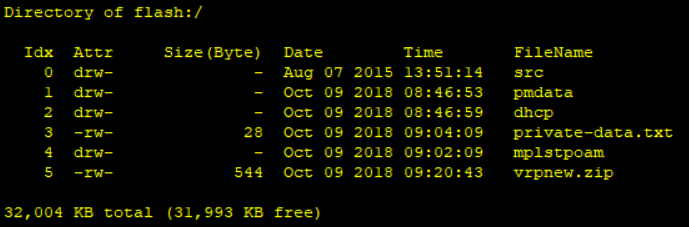 Directory of flash:/
Idx  Attr     Size(Byte)  Date        Time       FileName
0  drw-              -  Aug 07 2015 13:51:14   src
1  drw-              -  Oct 09 2018 08:46:53   pmdata
2  drw-              -  Oct 09 2018 08:46:59   dhcp
3  -rw-             28  Oct 09 2018 09:04:09   private-data.txt
4  drw-              -  Oct 09 2018 09:02:09   mplstpoam
5  -rw-            544  Oct 09 2018 09:20:43   vrpnew.zip
32,004 KB total (31,993 KB free)